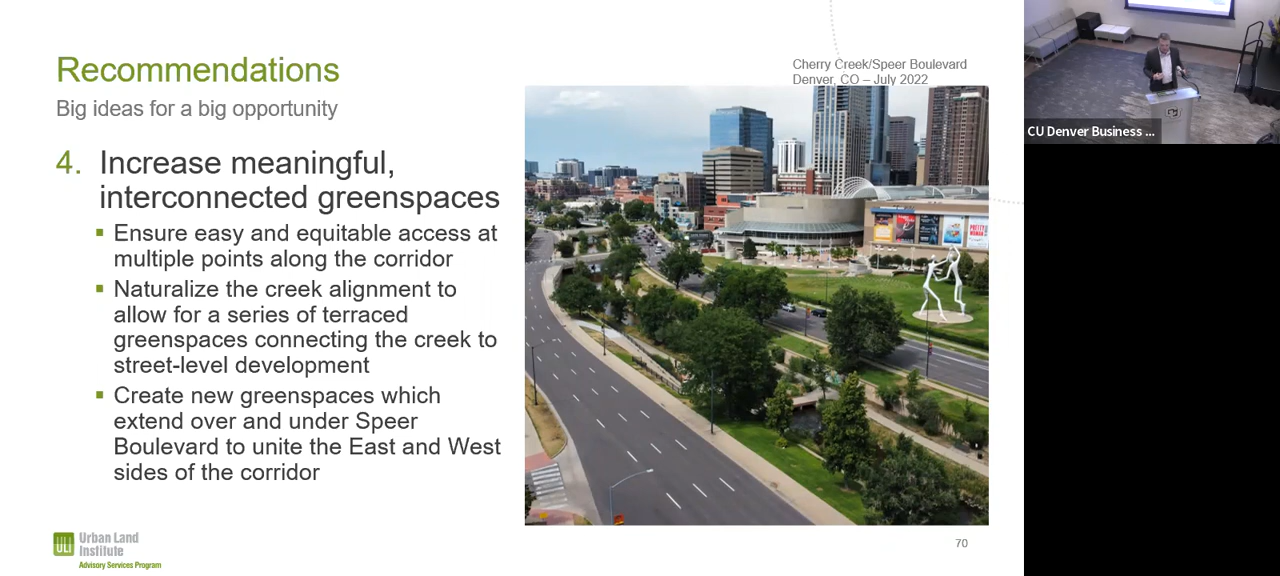 Recommendations
Big ideas for a big opportunity
Cherry Creek/Speer Boulevard
Denver, CO – July 2022
4. Increase meaningful,
interconnected greenspaces
▪ Ensure easy end equitable access at
multiple points along the corridor
▪ Naturalize the creek alignment to
allow for a series of terraced
greenspaces connecting the creek to
street-level development
▪ Create new greenspaces which
extend over and under Speer
Boulevard to unite the East and West
sides of the corridor
ULI
Urban Land
Institute
Advisory Services Program
70
CU Denver Business ...